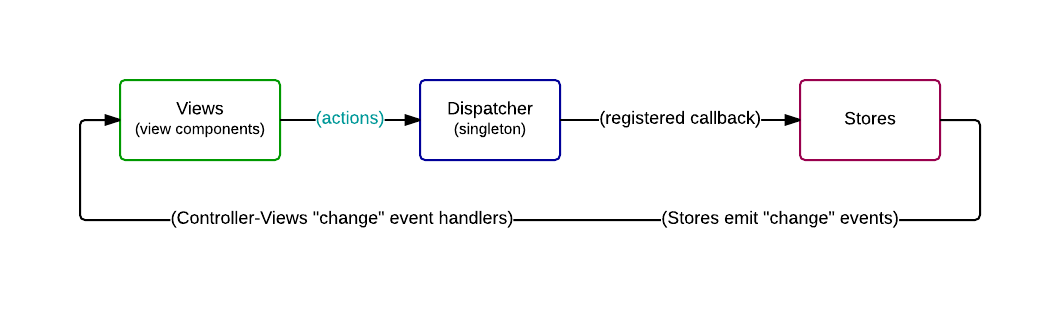 Views
(view components)
(actions)
Dispatcher
(singleton)
(registered callback)
Stores
(Controller-Views "change" event handlers)
(Stores emit "change" events)